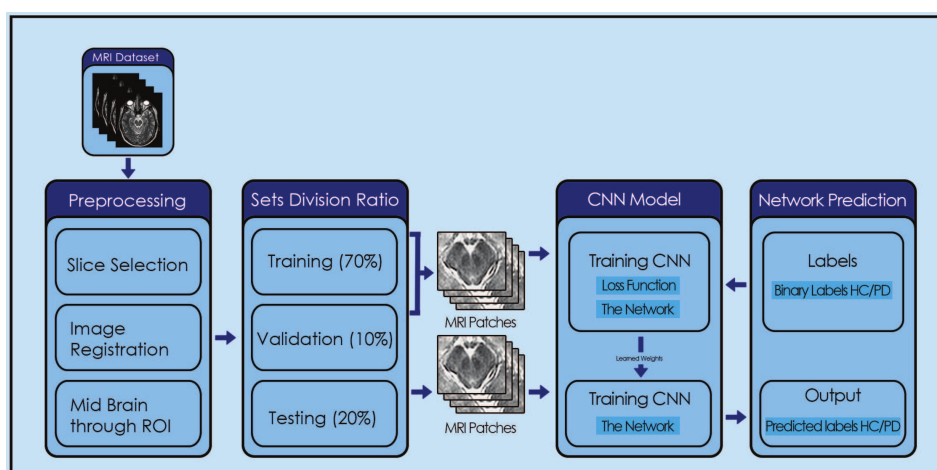 MRI Dataset
Preprocessing
Slice Selection
Image
Registration
Mid Brain
through ROI
Sets Division Ratio
Training (70%)
Validation (10%)
Testing (20%)
MRI Patches
MRI Patches
CNN Model
Training CNN
Loss Function
The Network
Learned Weights
Training CNN
The Network
Network Prediction
Labels
Binary Labels HC/PD
Output
Predicted labels HC/PD